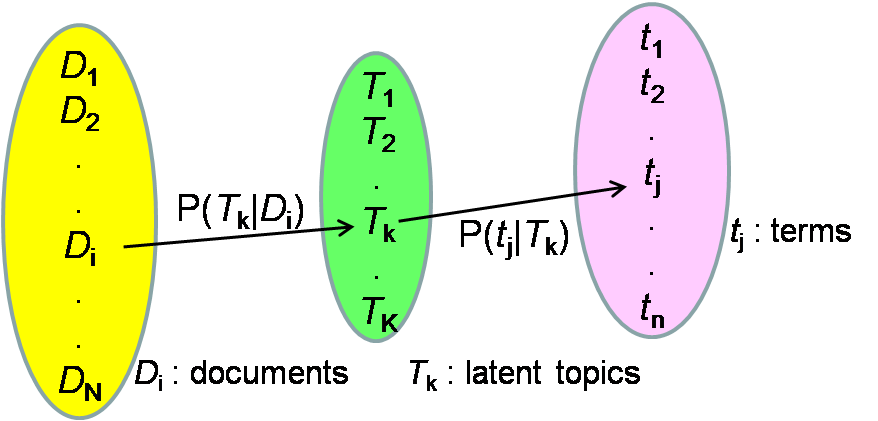 D1
D2
.
.
Di
.
.
DN
P(Tk|Di)
T1
T2
.
Tk
.
TK
P(tj|Tk)
t1
t2
.
tj
.
.
tn
tj : terms
Di : documents
Tk : latent topics